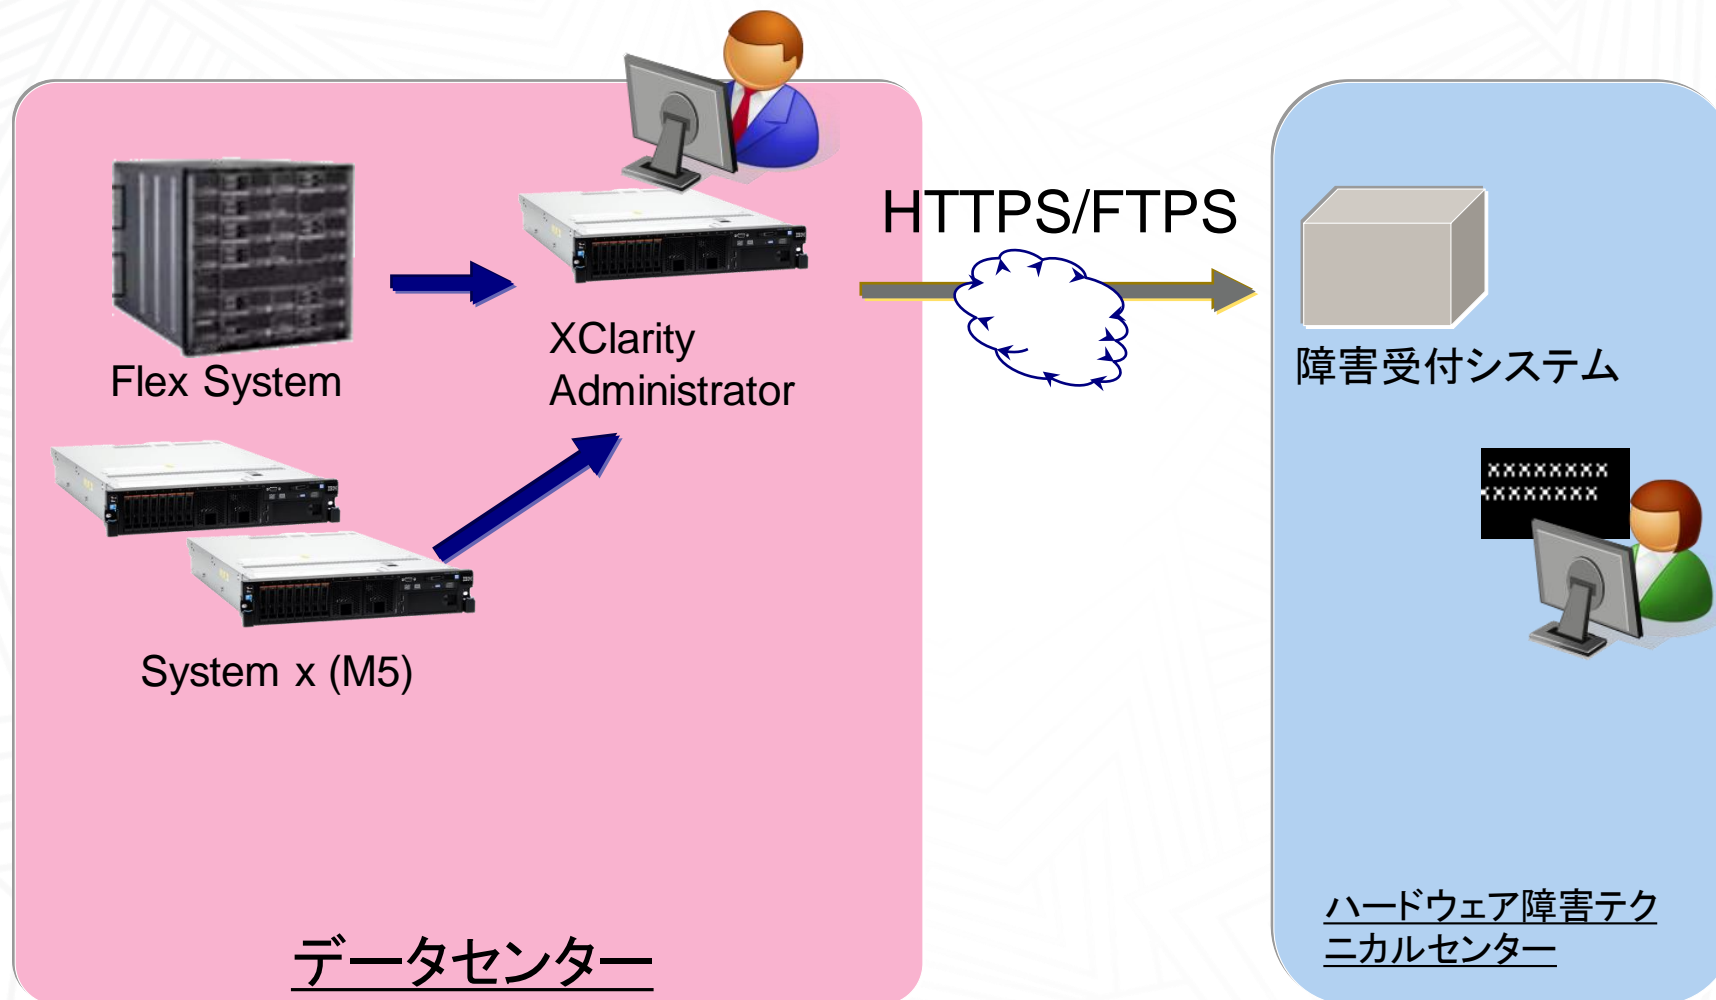 HTTPS/FTPS
XClarity
Administrator
Flex System
障害受付システム
xxxxxxxx
xxxxxxxx
System x (M5)
データセンター
ハードウェア障害テク
ニカルセンター